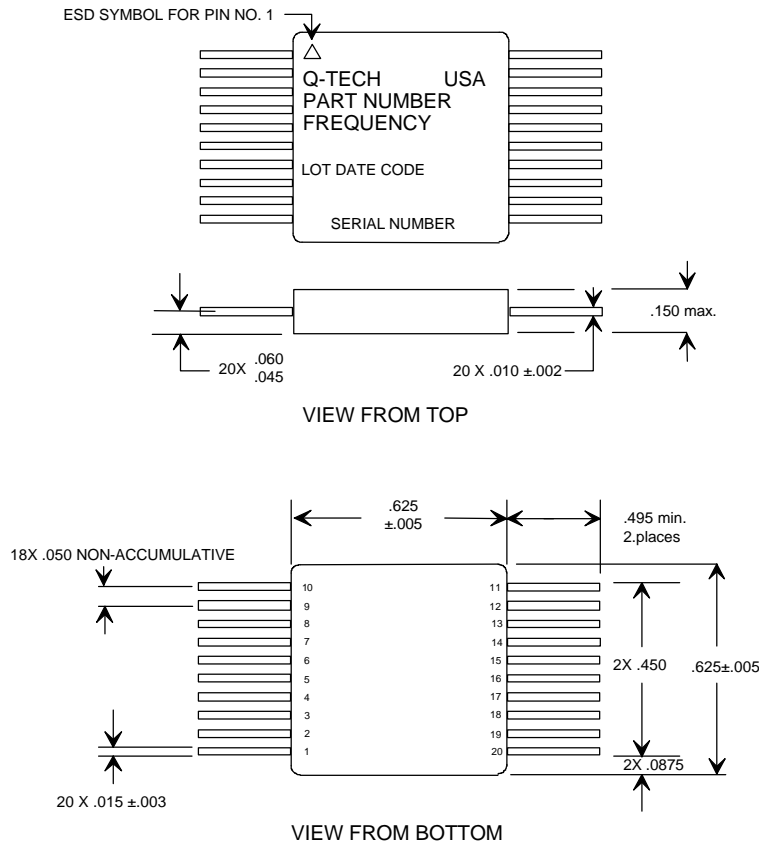 ESD SYMBOL FOR PIN NO. 1
Q-TECH USA
PART NUMBER
FREQUENCY
LOT DATE CODE
SERIAL NUMBER
.150 max.
20X .060
.045
20 X .010 ±.002
VIEW FROM TOP
.625
±.005
.495 min.
2.places
18X .050 NON-ACCUMULATIVE
10 11
9 12
8 13
7 14
6 15
5 16
4 17
3 18
2 19
1 20
2X .450
.625±.005
2X .0875
20 X .015 ±.003
VIEW FROM BOTTOM